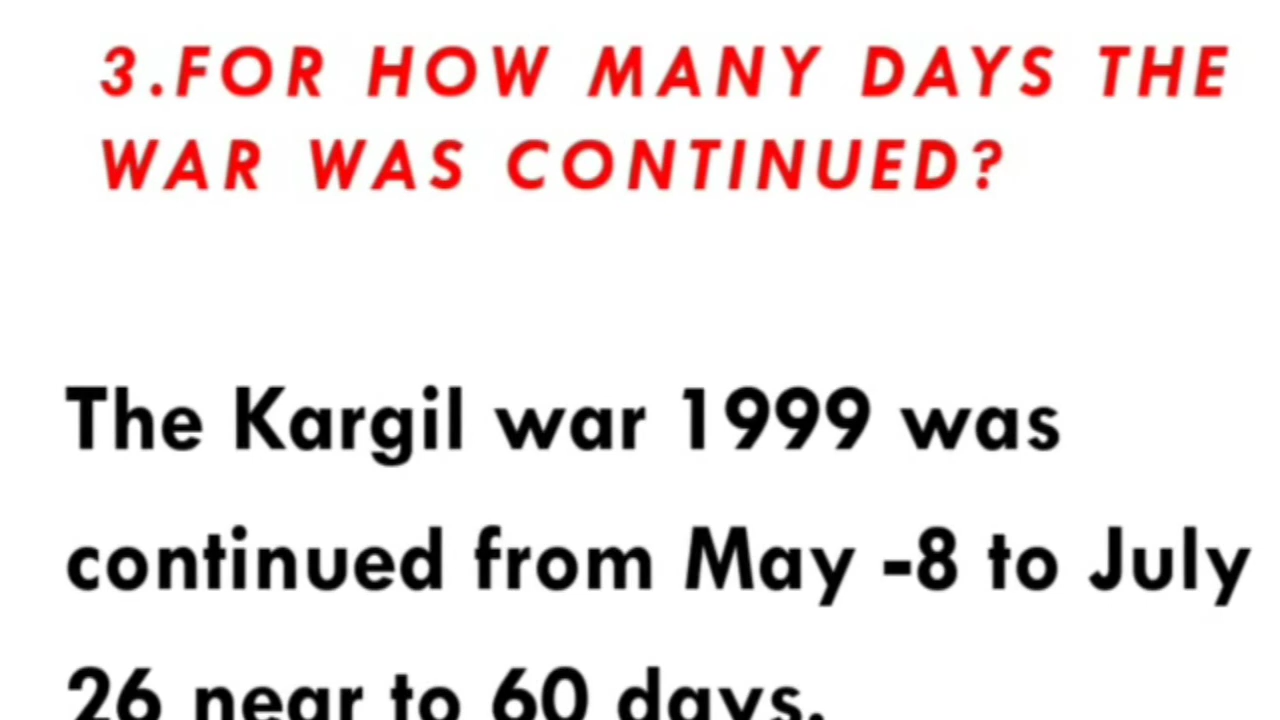 3.FOR HOW MANY DAYS THE
WAR WAS CONTINUED?
The Kargil war 1999 was
continued from May -8 to July
26 near to 60 days.